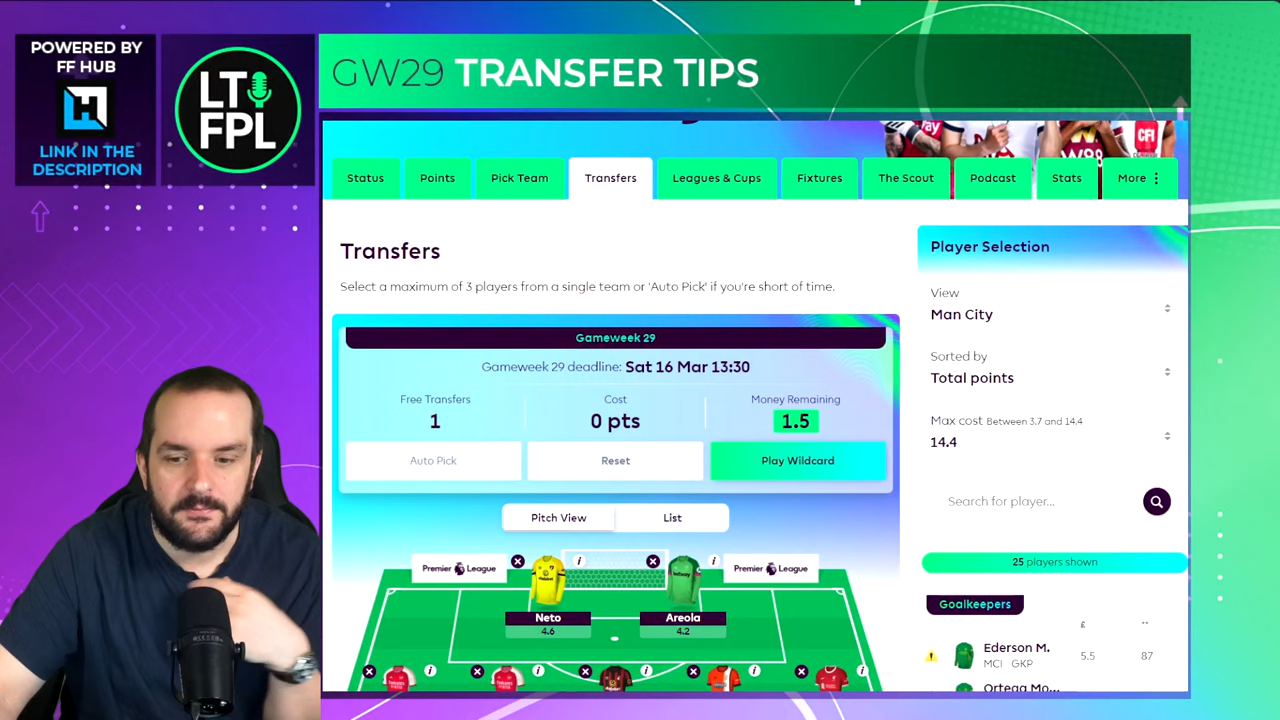 POWERED BY
FF HUB
LINK IN THE
DESCRIPTION
LT
FPL
GW29 TRANSFER TIPS
Status
Points
Pick Team
Transfers
Leagues & Cups
Fixtures
The Scout
Podcast
Stats
More
Transfers
Select a maximum of 3 players from a single team or 'Auto Pick' if you're short of time.
Gameweek 29
Gameweek 29 deadline: Sat 16 Mar 13:30
Free Transfers
1
Cost
0 pts
Money Remaining
1.5
Auto Pick
Reset
Play Wildcard
Pitch View
List
Premier League
Premier League
Neto
4.6
Areola
4.2
Player Selection
View
Man City
Sorted by
Total points
Max cost Between 3.7 and 14.4
14.4
Search for player...
25 players shown
Goalkeepers
£
**
Ederson M.
MCI GKP
5.5
87
Ortega Mo...